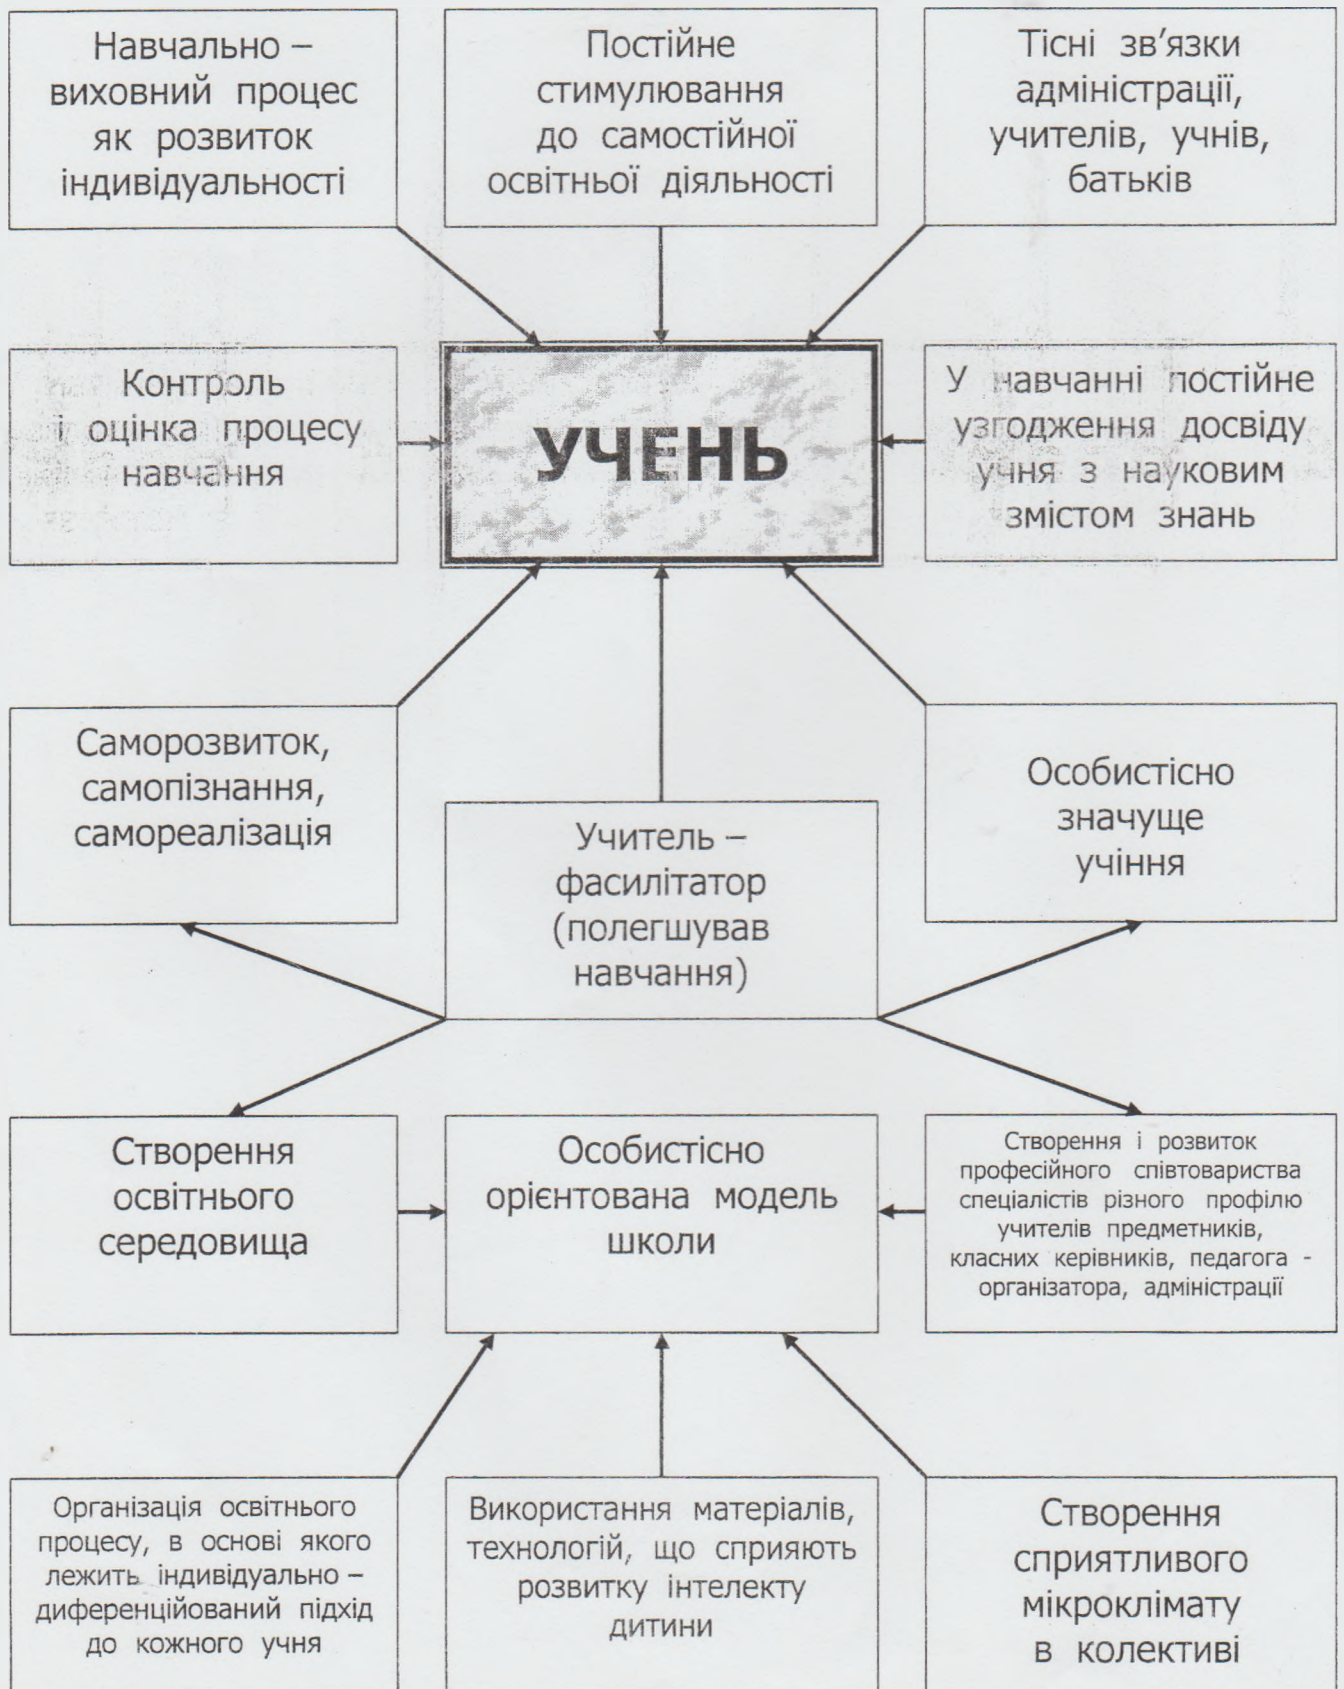 Навчально –
виховний процес
як розвиток
індивідуальності
Постійне
стимулювання
до самостійної
освітньої діяльності
Тісні зв’язки
адміністрації,
учителів, учнів,
батьків
Контроль
і оцінка процесу
навчання
УЧЕНЬ
У навчанні постійне
узгодження досвіду
учня з науковим
змістом знань
Саморозвиток,
самопізнання,
самореалізація
Учитель –
фасилітатор
(полегшував
навчання)
Особистісно
значуще
учіння
Створення
освітнього
середовища
Особистісно
орієнтована модель
школи
Створення і розвиток
професійного співтовариства
спеціалістів різного профілю
учителів предметників,
класних керівників, педагога -
організатора, адміністрації
Організація освітнього
процесу, в основі якого
лежить індивідуально –
диференційований підхід
до кожного учня
Використання матеріалів,
технологій, що сприяють
розвитку інтелекту
дитини
Створення
сприятливого
мікроклімату
в колективі